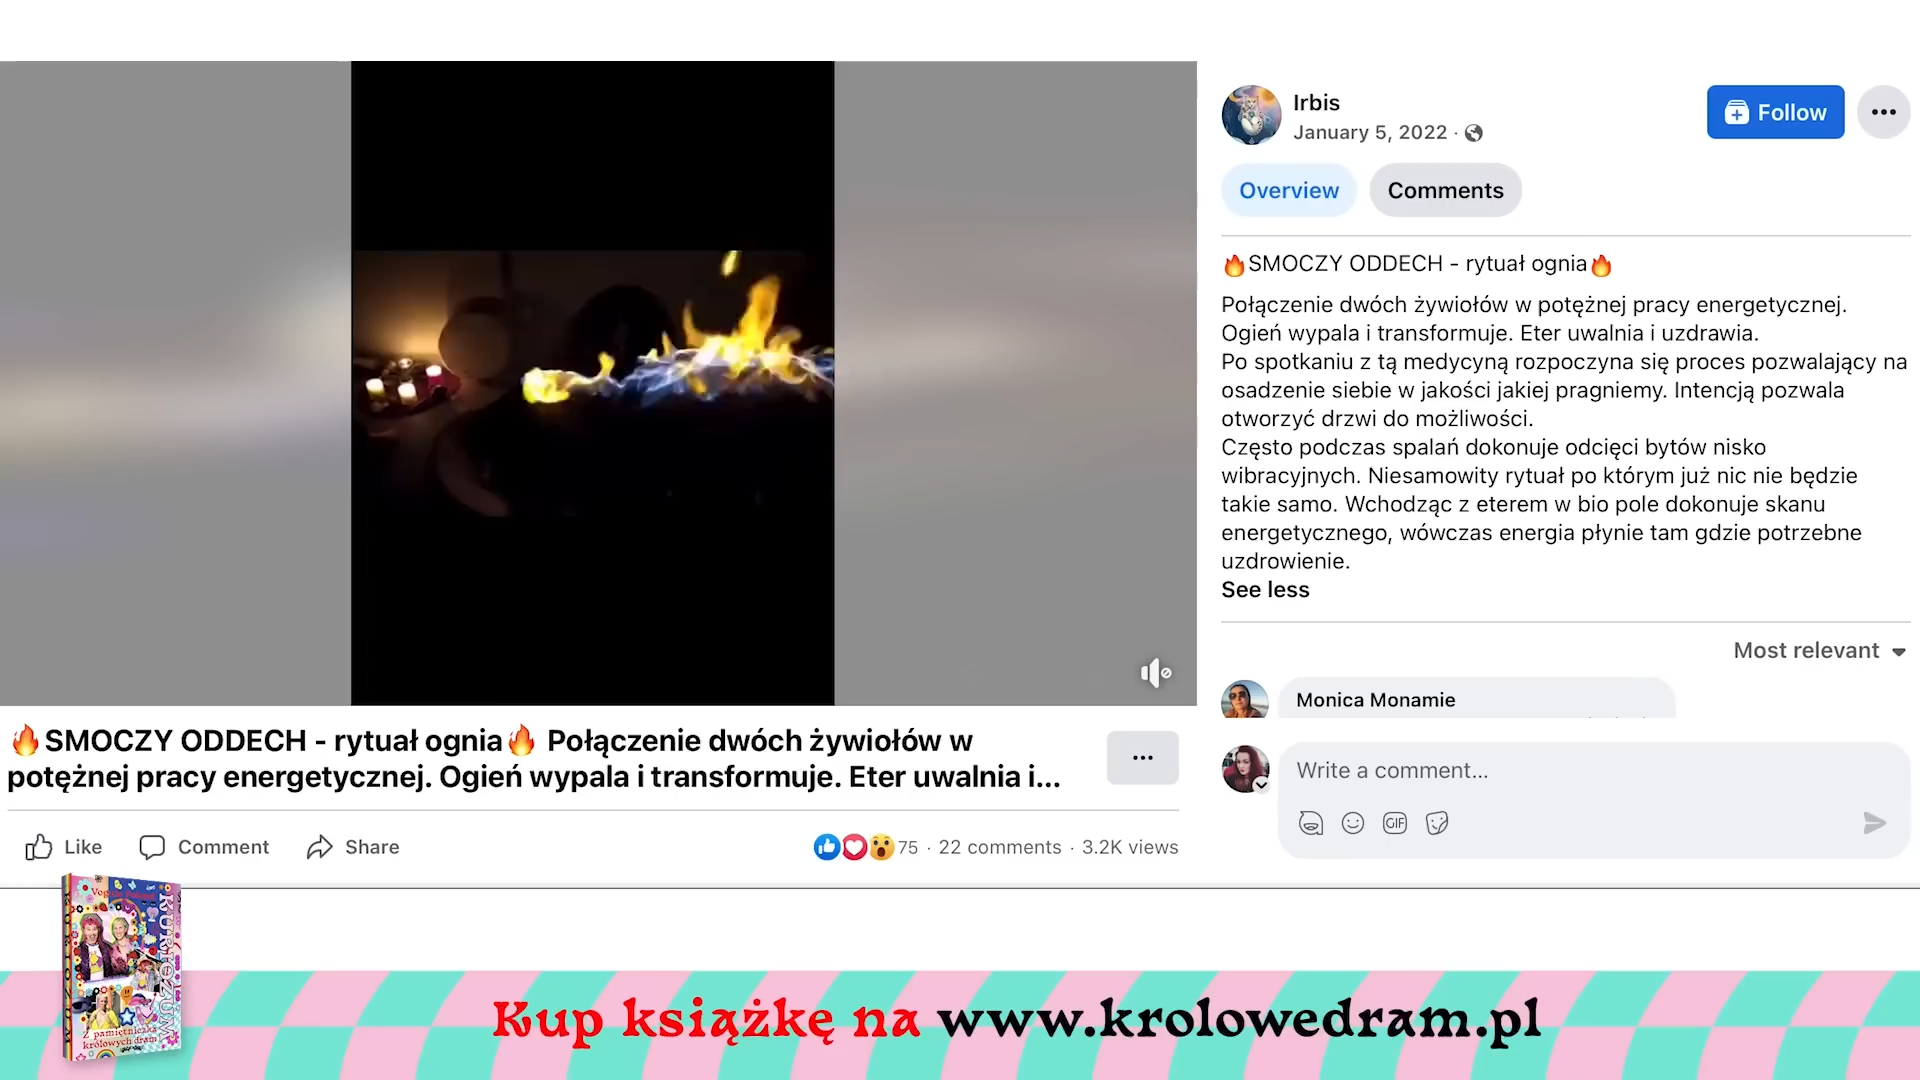 Irbis
January 5, 2022 ·
Follow
Overview
Comments
🔥SMOCZY ODDECH - rytuał ognia🔥
Połączenie dwóch żywiołów w potężnej pracy energetycznej.
Ogień wypala i transformuje. Eter uwalnia i uzdrawia.
Po spotkaniu z tą medycyną rozpoczyna się proces pozwalający na
osadzenie siebie w jakości jakiej pragniemy. Intencją pozwala
otworzyć drzwi do możliwości.
Często podczas spalań dokonuje odcięci bytów nisko
wibracyjnych. Niesamowity rytuał po którym już nic nie będzie
takie samo. Wchodząc z eterem w bio pole dokonuje skanu
energetycznego, wówczas energia płynie tam gdzie potrzebne
uzdrowienie.
See less
Most relevant
Monica Monamie
Write a comment...
GIF
🔥SMOCZY ODDECH - rytuał ognia🔥 Połączenie dwóch żywiołów w
potężnej pracy energetycznej. Ogień wypala i transformuje. Eter uwalnia i...
Like
Comment
Share
75 · 22 comments · 3.2K views
Z pamiętniczka
królowych dram
Kup książkę na www.krolowedram.pl